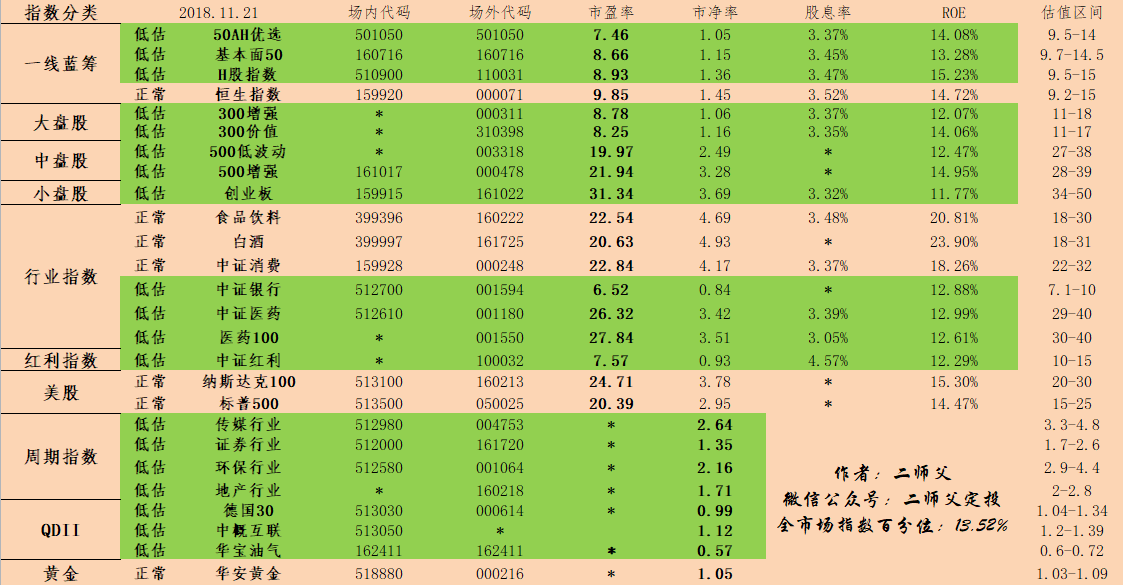 指数分类 2018.11.21 场内代码 场外代码 市盈率 市净率 股息率 ROE 估值区间
一线蓝筹
低估 50AH优选 501050 501050 7.46 1.05 3.37% 14.08% 9.5-14
低估 基本面50 160716 160716 8.66 1.15 3.45% 13.28% 9.7-14.5
低估 H股指数 510900 110031 8.93 1.36 3.47% 15.23% 9.5-15
正常 恒生指数 159920 000071 9.85 1.45 3.52% 14.72% 9.2-15
大盘股
低估 300增强 * 000311 8.78 1.06 3.37% 12.07% 11-18
低估 300价值 * 310398 8.25 1.16 3.35% 14.06% 11-17
中盘股
低估 500低波动 * 003318 19.97 2.49 * 12.47% 27-38
低估 500增强 161017 000478 21.94 3.28 * 14.95% 28-39
小盘股 低估 创业板 159915 161022 31.34 3.69 3.32% 11.77% 34-50
行业指数
正常 食品饮料 399396 160222 22.54 4.69 3.48% 20.81% 18-30
正常 白酒 399997 161725 20.63 4.93 * 23.90% 18-31
正常 中证消费 159928 000248 22.84 4.17 3.37% 18.26% 22-32
低估 中证银行 512700 001594 6.52 0.84 * 12.88% 7.1-10
低估 中证医药 512610 001180 26.32 3.42 3.39% 12.99% 29-40
低估 医药100 * 001550 27.84 3.51 3.05% 12.61% 30-40
红利指数 低估 中证红利 * 100032 7.57 0.93 4.57% 12.29% 10-15
美股
正常 纳斯达克100 513100 160213 24.71 3.78 * 15.30% 20-30
正常 标普500 513500 050025 20.39 2.95 * 14.47% 15-25
周期指数
低估 传媒行业 512980 004753 * 2.64 3.3-4.8
低估 证券行业 512000 161720 * 1.35 1.7-2.6
低估 环保行业 512580 001064 * 2.16 2.9-4.4
低估 地产行业 * 160218 * 1.71 2-2.8
QDII
低估 德国30 513030 000614 * 0.99 1.04-1.34
低估 中概互联 513050 * 1.12 1.2-1.39
低估 华宝油气 162411 162411 * 0.57 0.6-0.72
黄金 正常 华安黄金 518880 000216 * 1.05 1.03-1.09
作者：二师父
微信公众号：二师父定投
全市场指数百分位：13.52%